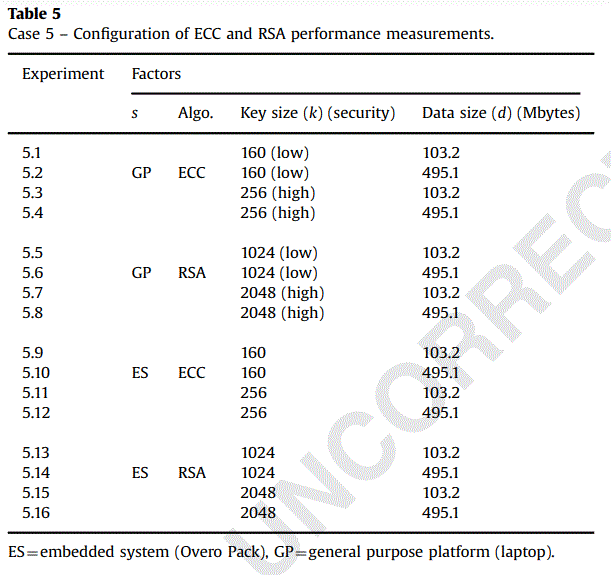 Table 5
Case 5 – Configuration of ECC and RSA performance measurements.
Experiment Factors
s Algo. Key size (k) (security) Data size (d) (Mbytes)
5.1 160 (low) 103.2
5.2 GP ECC 160 (low) 495.1
5.3 256 (high) 103.2
5.4 256 (high) 495.1
5.5 1024 (low) 103.2
5.6 GP RSA 1024 (low) 495.1
5.7 2048 (high) 103.2
5.8 2048 (high) 495.1
5.9 160 103.2
5.10 ES ECC 160 495.1
5.11 256 103.2
5.12 256 495.1
5.13 1024 103.2
5.14 ES RSA 1024 495.1
5.15 2048 103.2
5.16 2048 495.1
ES=embedded system (Overo Pack), GP=general purpose platform (laptop).
UNCORREC